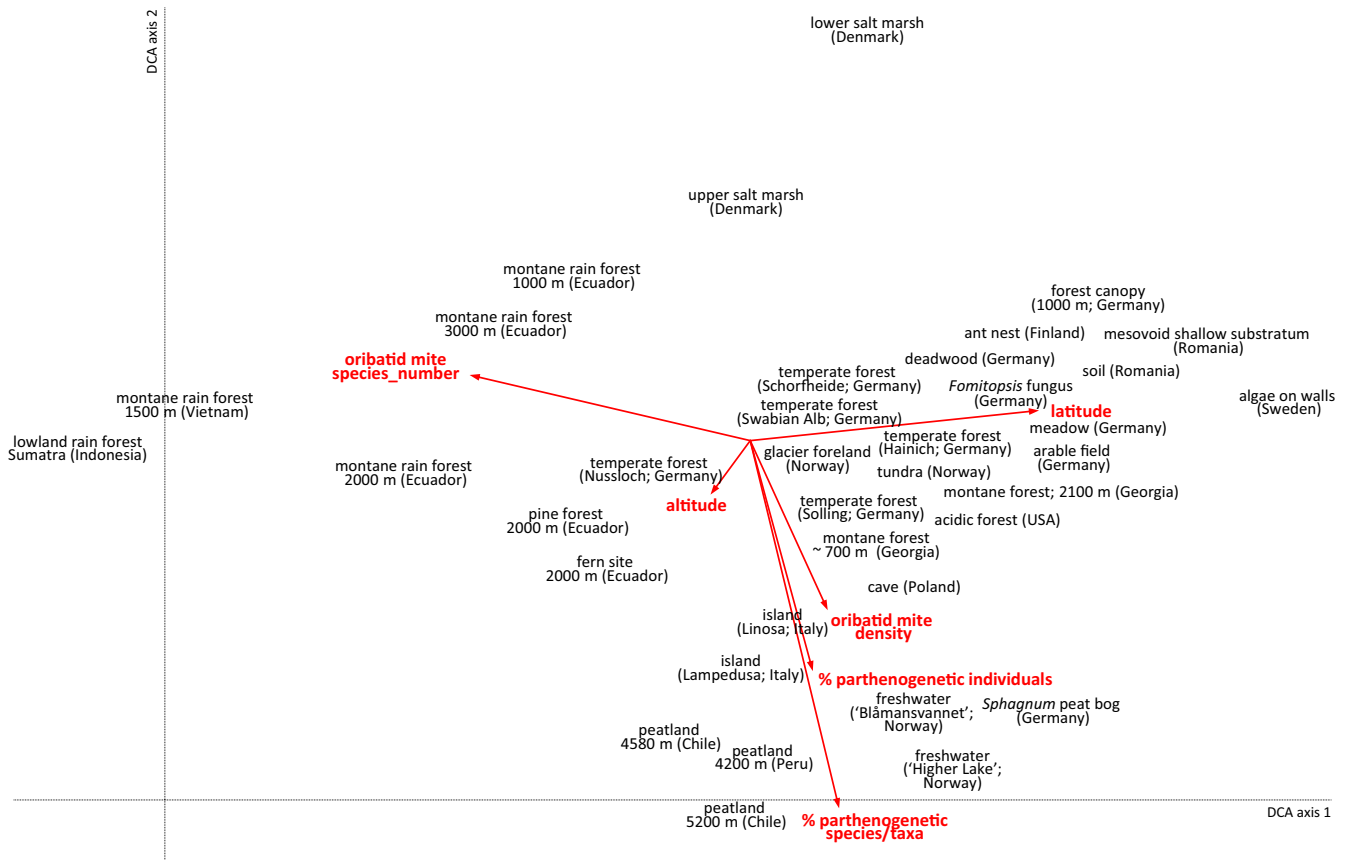 lower salt marsh
(Denmark)
DCA axis 2
upper salt marsh
(Denmark)
montane rain forest
1000 m (Ecuador)
forest canopy
(1000 m; Germany)
montane rain forest
3000 m (Ecuador)
ant nest (Finland)
mesovoid shallow substratum
(Romania)
oribatid mite
species_number
deadwood (Germany)
temperate forest
(Schorfheide; Germany)
soil (Romania)
Fomitopsis fungus
(Germany)
algae on walls
(Sweden)
montane rain forest
1500 m (Vietnam)
temperate forest
(Swabian Alb; Germany)
latitude
meadow (Germany)
lowland rain forest
Sumatra (Indonesia)
temperate forest
(Hainich; Germany)
glacier foreland
(Norway)
arable field
(Germany)
montane rain forest
2000 m (Ecuador)
temperate forest
(Nussloch; Germany)
tundra (Norway)
altitude
montane forest; 2100 m (Georgia)
temperate forest
(Solling; Germany)
acidic forest (USA)
pine forest
2000 m (Ecuador)
montane forest
~ 700 m (Georgia)
fern site
2000 m (Ecuador)
cave (Poland)
island
(Linosa; Italy)
oribatid mite
density
island
(Lampedusa; Italy)
% parthenogenetic individuals
freshwater
(‘Blåmansvannet’;
Norway)
Sphagnum peat bog
(Germany)
peatland
4580 m (Chile)
peatland
4200 m (Peru)
freshwater
(‘Higher Lake’;
Norway)
peatland
5200 m (Chile)
% parthenogenetic
species/taxa
DCA axis 1